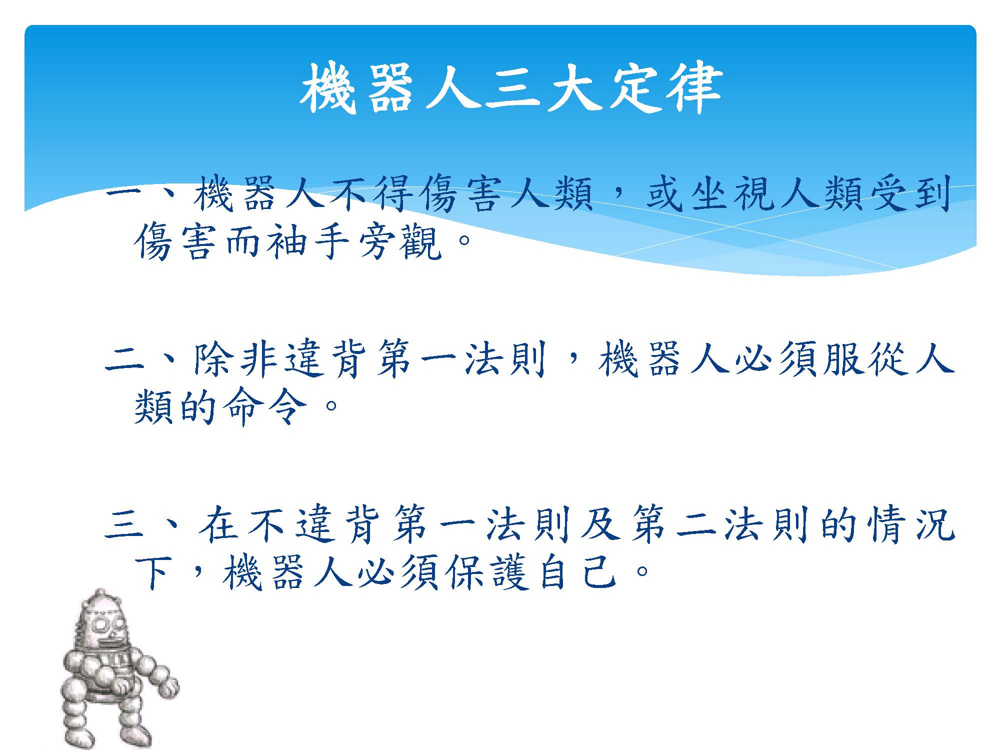 機器人三大定律
一、機器人不得傷害人類，或坐視人類受到
傷害而袖手旁觀。
二、除非違背第一法則，機器人必須服從人
類的命令。
三、在不違背第一法則及第二法則的情況
下，機器人必須保護自己。